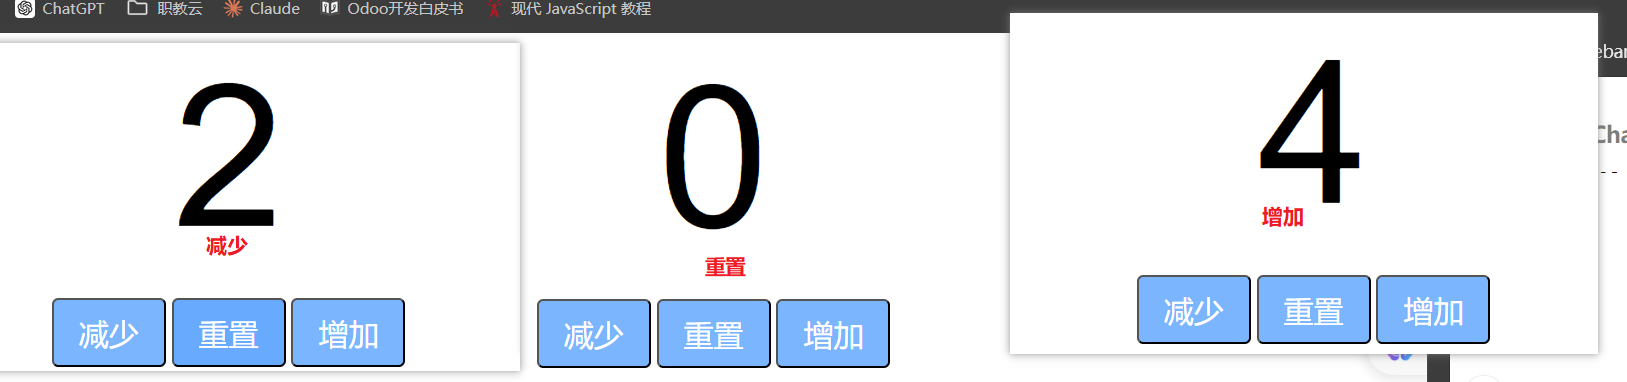 ChatGPT 职教云 Claude Odoo开发白皮书 现代 JavaScript 教程
2
减少
减少 重置 增加
0
重置
减少 重置 增加
4
增加
减少 重置 增加
ebar
Cha
--